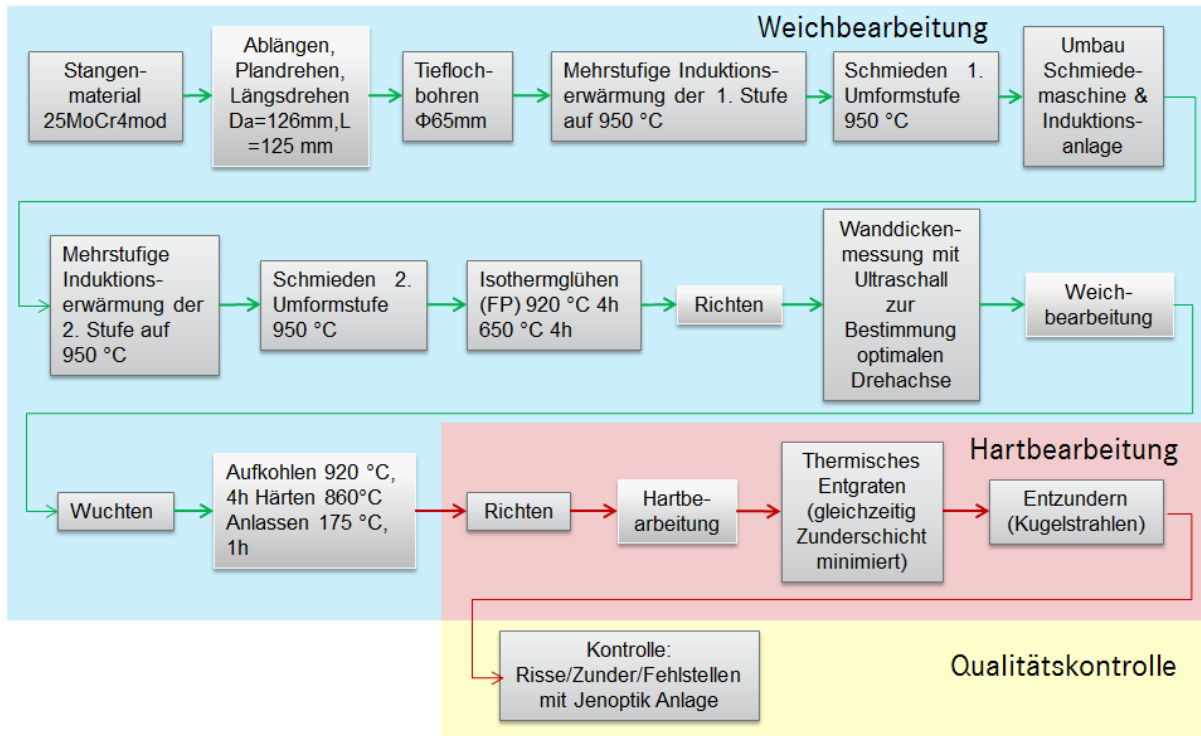 Weichbearbeitung
Stangen-
material
25MoCr4mod
Ablängen,
Plandrehen,
Längsdrehen
Da=126mm,L
=125 mm
Tiefloch-
bohren
Φ65mm
Mehrstufige Induktions-
erwärmung der 1. Stufe
auf 950 °C
Schmieden 1.
Umformstufe
950 °C
Umbau
Schmiede-
maschine &
Induktions-
anlage
Mehrstufige
Induktions-
erwärmung der
2. Stufe auf
950 °C
Schmieden 2.
Umformstufe
950 °C
Isothermglühen
(FP) 920 °C 4h
650 °C 4h
Richten
Wanddicken-
messung mit
Ultraschall
zur
Bestimmung
optimalen
Drehachse
Weich-
bearbeitung
Wuchten
Aufkohlen 920 °C,
4h Härten 860°C
Anlassen 175 °C,
1h
Hartbearbeitung
Richten
Hartbe-
arbeitung
Thermisches
Entgraten
(gleichzeitig
Zunderschicht
minimiert)
Entzundern
(Kugelstrahlen)
Kontrolle:
Risse/Zunder/Fehlstellen
mit Jenoptik Anlage
Qualitätskontrolle